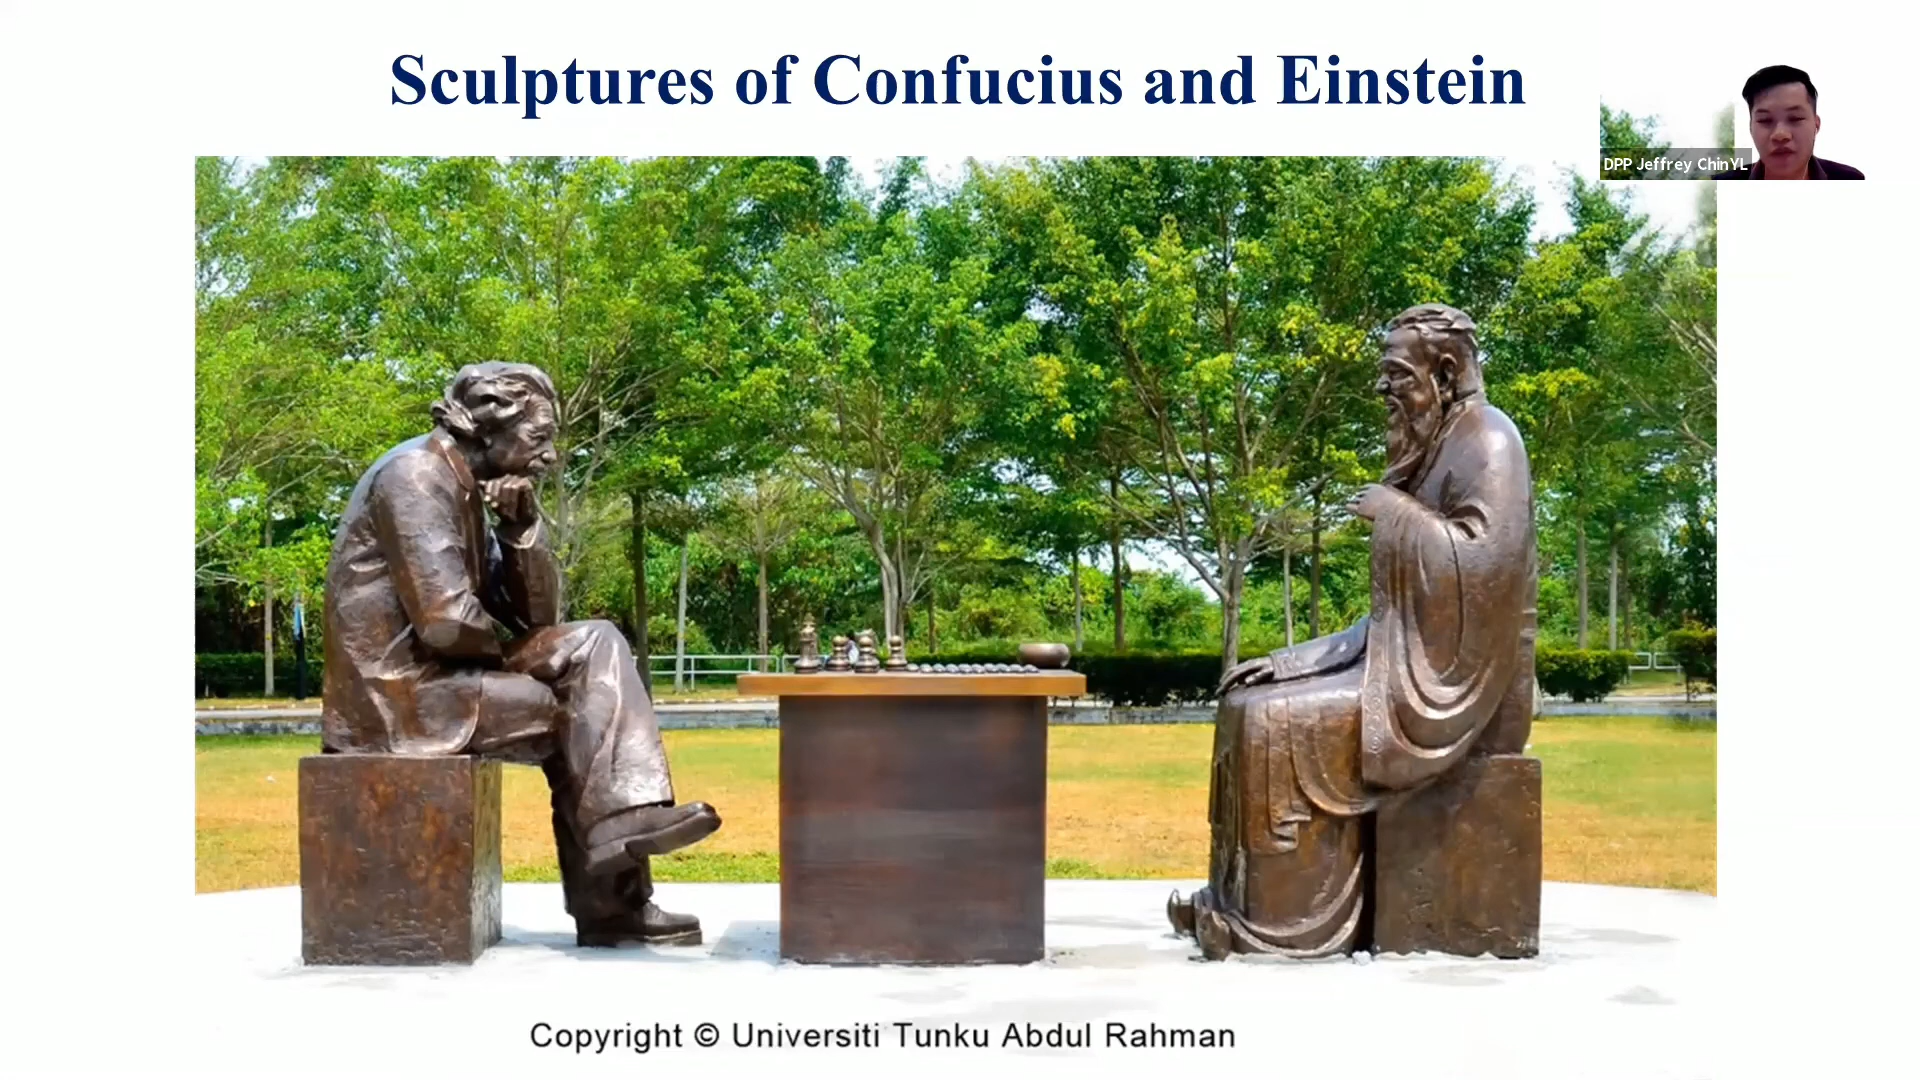 Sculptures of Confucius and Einstein
DPP Jeffrey ChinYL
Copyright © Universiti Tunku Abdul Rahman